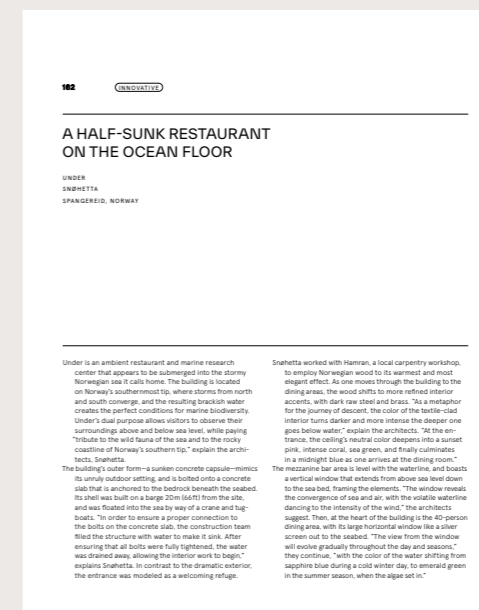 162
INNOVATIVE
A HALF-SUNK RESTAURANT
ON THE OCEAN FLOOR
UNDER
SNØHETTA
SPANGEREID, NORWAY
Under is an ambient restaurant and marine research
center that appears to be submerged into the stormy
Norwegian sea it calls home. The building is located
on Norway's southernmost tip, where storms from north
and south converge, and the resulting brackish water
creates the perfect conditions for marine biodiversity.
Under's dual purpose allows visitors to observe their
surroundings above and below sea level, while paying
"tribute to the wild fauna of the sea and to the rocky
coastline of Norway's southern tip," explain the archi-
tects, Snøhetta.
The building's outer form—a sunken concrete capsule—mimics
its unruly outdoor setting, and is bolted onto a concrete
slab that is anchored to the bedrock beneath the seabed.
Its shell was built on a barge 20 m (66 ft) from the site,
and was floated into the sea by way of a crane and tug-
boats. "In order to ensure a proper connection to
the bolts on the concrete slab, the construction team
filled the structure with water to make it sink. After
ensuring that all bolts were fully tightened, the water
was drained away, allowing the interior work to begin,"
explains Snøhetta. In contrast to the dramatic exterior,
the entrance was modeled as a welcoming refuge.
Snøhetta worked with Hamran, a local carpentry workshop,
to employ Norwegian wood to its warmest and most
elegant effect. As one moves through the building to the
dining areas, the wood shifts to more refined interior
accents, with dark raw steel and brass. "As a metaphor
for the journey of descent, the color of the textile-clad
interior turns darker and more intense the deeper one
goes below water," explain the architects. "At the en-
trance, the ceiling's neutral color deepens into a sunset
pink, intense coral, sea green, and finally culminates
in a midnight blue as one arrives at the dining room."
The mezzanine bar area is level with the waterline, and boasts
a vertical window that extends from above sea level down
to the sea bed, framing the elements. "The window reveals
the convergence of sea and air, with the volatile waterline
dancing to the intensity of the wind," the architects
suggest. Then, at the heart of the building is the 40-person
dining area, with its large horizontal window like a silver
screen out to the seabed. "The view from the window
will evolve gradually throughout the day and seasons,"
they continue, "with the color of the water shifting from
sapphire blue during a cold winter day, to emerald green
in the summer season, when the algae set in."